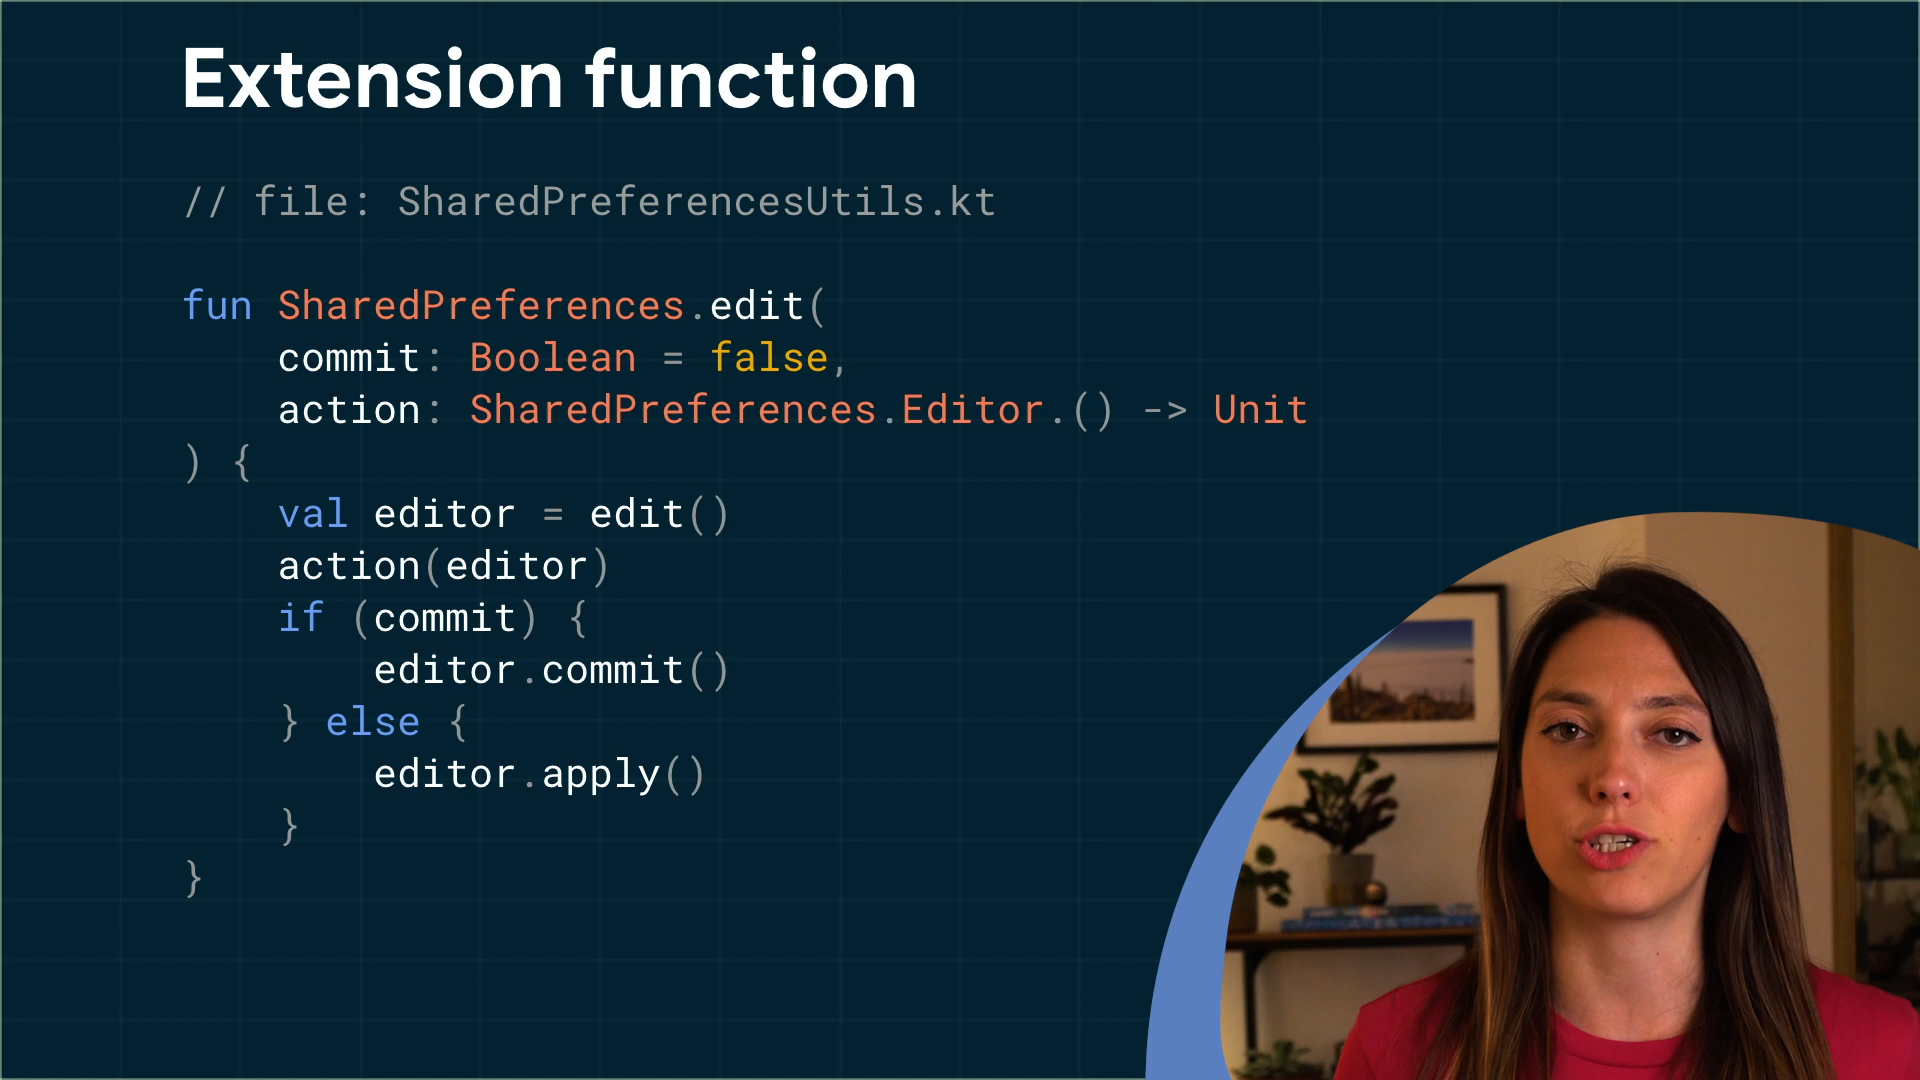 Extension function
// file: SharedPreferencesUtils.kt
fun SharedPreferences.edit(
    commit: Boolean = false,
    action: SharedPreferences.Editor.() -> Unit
) {
    val editor = edit()
    action(editor)
    if (commit) {
        editor.commit()
    } else {
        editor.apply()
    }
}